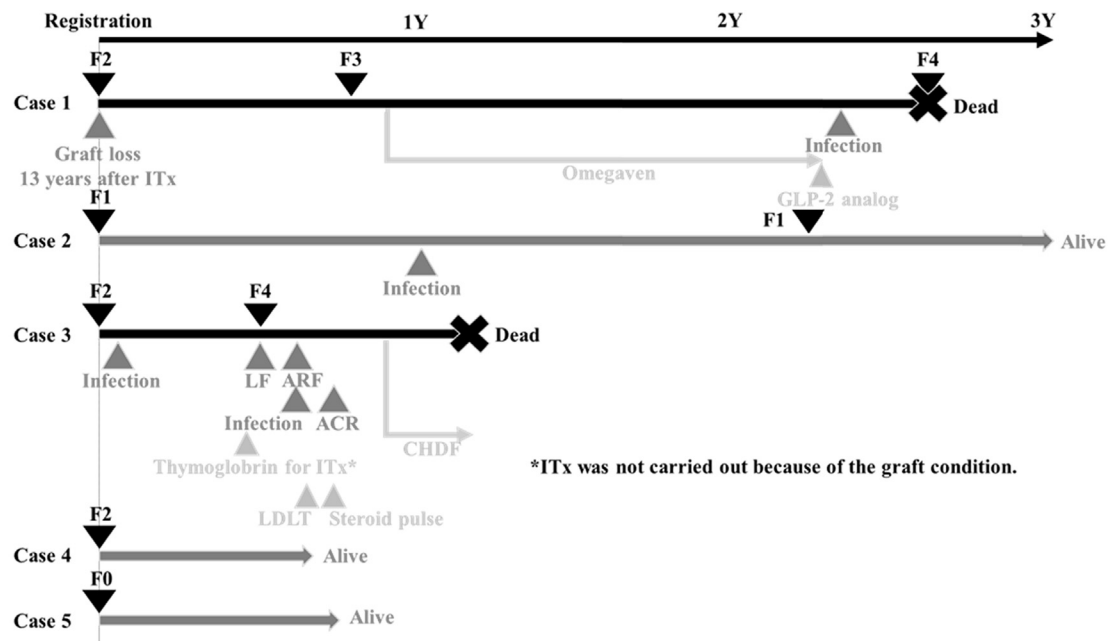 Registration 1Y 2Y 3Y
F2 F3 F4
Case 1 Dead
Graft loss
13 years after ITx
Infection
Omegaven
GLP-2 analog
F1 F1
Case 2 Alive
Infection
F2 F4
Case 3 Dead
Infection LF ARF
Infection ACR
CHDF
Thymoglobrin for ITx*
*ITx was not carried out because of the graft condition.
LDLT Steroid pulse
F2
Case 4 Alive
F0
Case 5 Alive